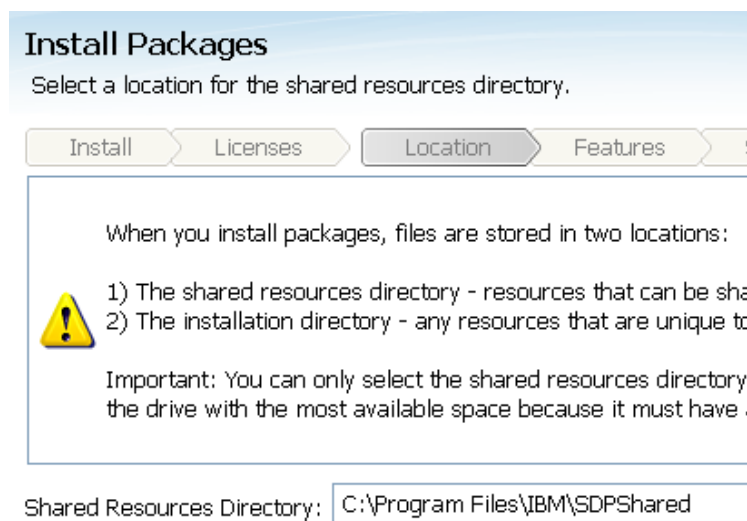 Install Packages
Select a location for the shared resources directory.
Install Licenses Location Features
When you install packages, files are stored in two locations:
1) The shared resources directory - resources that can be
2) The installation directory - any resources that are unique
Important: You can only select the shared resources directory
the drive with the most available space because it must have
Shared Resources Directory: C:\Program Files\IBM\SDPShared